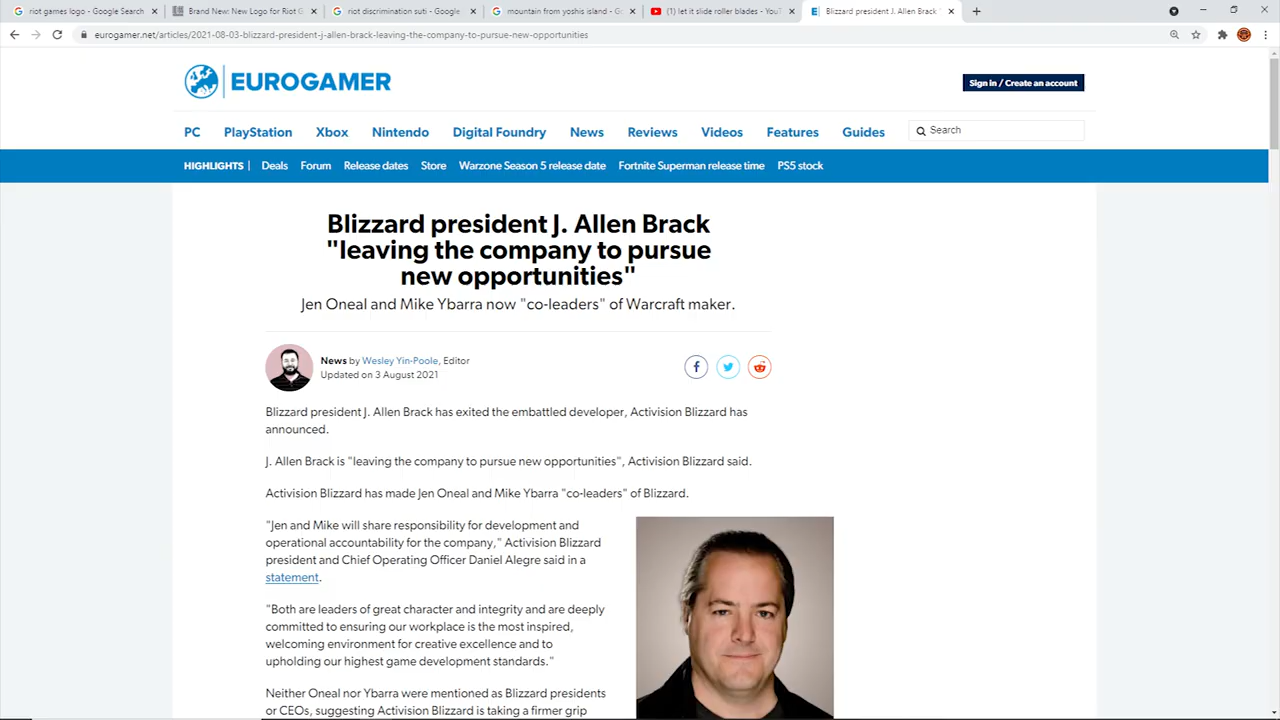 riot games logo - Google Search
Brand New: New Logo for Riot G
riot discrimination suti - Google
mountain from yoshis island - G
(1) let it slide roller blades - YouT
Blizzard president J. Allen Brack "
eurogamer.net/articles/2021-08-03-blizzard-president-j-allen-brack-leaving-the-company-to-pursue-new-opportunities
EUROGAMER
Sign in / Create an account
PC PlayStation Xbox Nintendo Digital Foundry News Reviews Videos Features Guides Search
HIGHLIGHTS | Deals Forum Release dates Store Warzone Season 5 release date Fortnite Superman release time PS5 stock
Blizzard president J. Allen Brack
"leaving the company to pursue
new opportunities"
Jen Oneal and Mike Ybarra now "co-leaders" of Warcraft maker.
News by Wesley Yin-Poole, Editor
Updated on 3 August 2021
Blizzard president J. Allen Brack has exited the embattled developer, Activision Blizzard has
announced.
J. Allen Brack is "leaving the company to pursue new opportunities", Activision Blizzard said.
Activision Blizzard has made Jen Oneal and Mike Ybarra "co-leaders" of Blizzard.
"Jen and Mike will share responsibility for development and
operational accountability for the company," Activision Blizzard
president and Chief Operating Officer Daniel Alegre said in a
statement.
"Both are leaders of great character and integrity and are deeply
committed to ensuring our workplace is the most inspired,
welcoming environment for creative excellence and to
upholding our highest game development standards."
Neither Oneal nor Ybarra were mentioned as Blizzard presidents
or CEOs, suggesting Activision Blizzard is taking a firmer grip